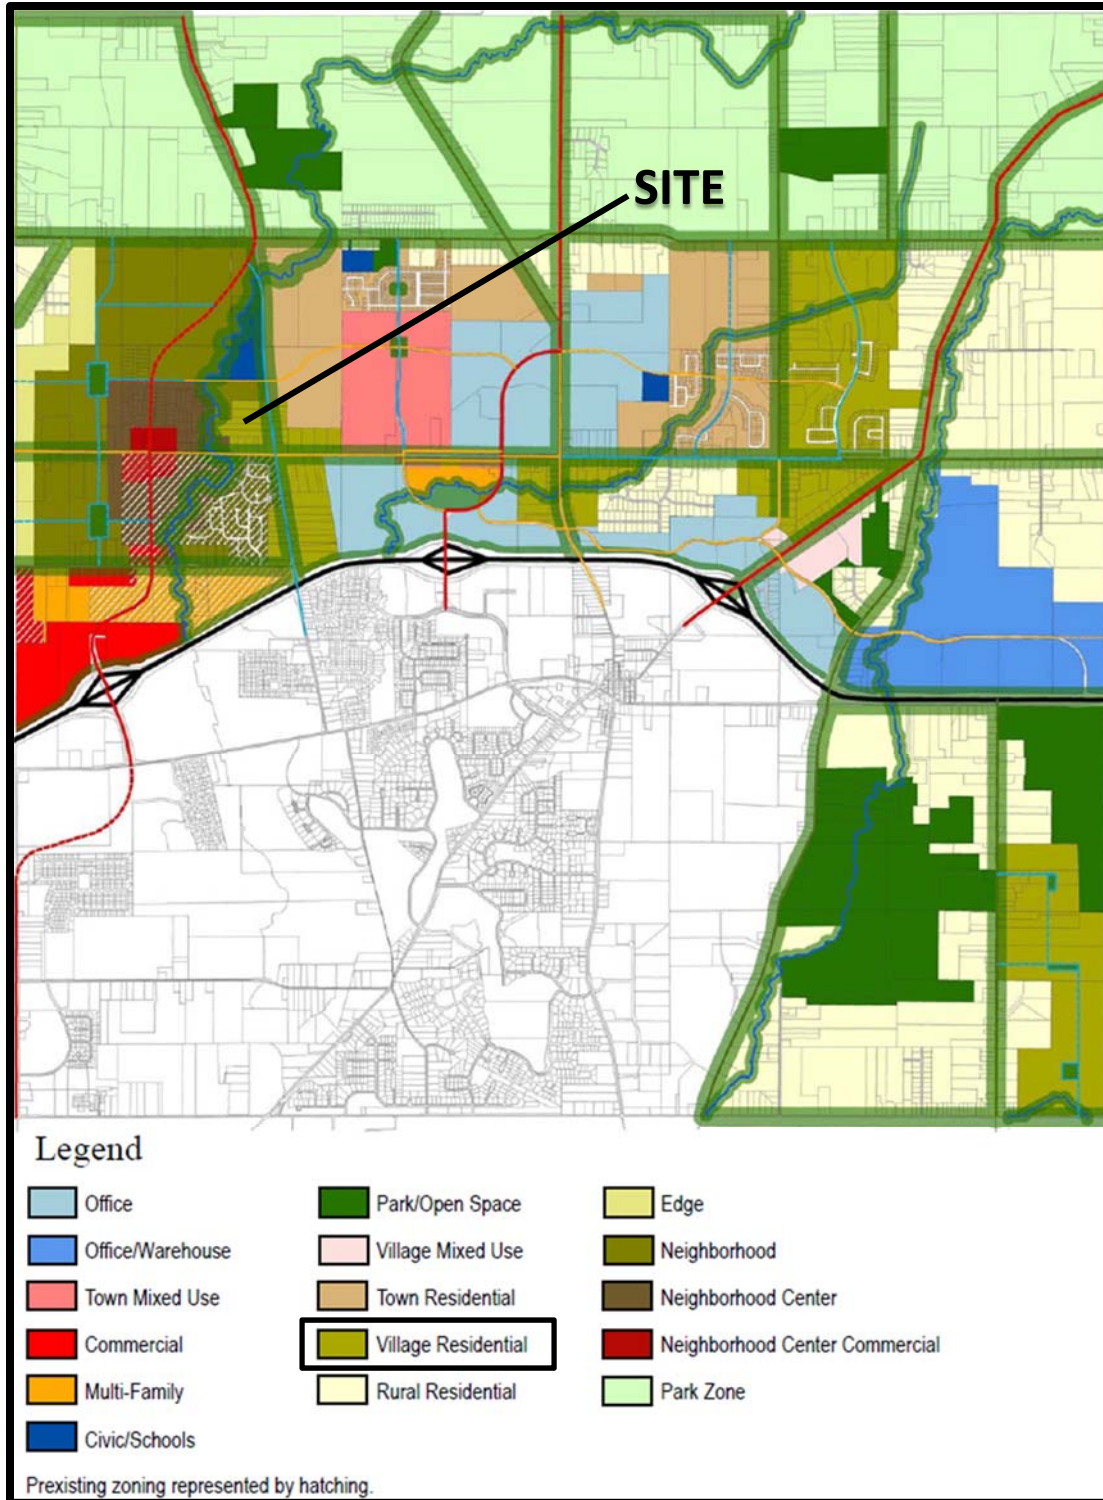 SITE
Legend
Office
Park/Open Space
Edge
Office/Warehouse
Village Mixed Use
Neighborhood
Town Mixed Use
Town Residential
Neighborhood Center
Commercial
Village Residential
Neighborhood Center Commercial
Multi-Family
Rural Residential
Park Zone
Civic/Schools
Prexisting zoning represented by hatching.